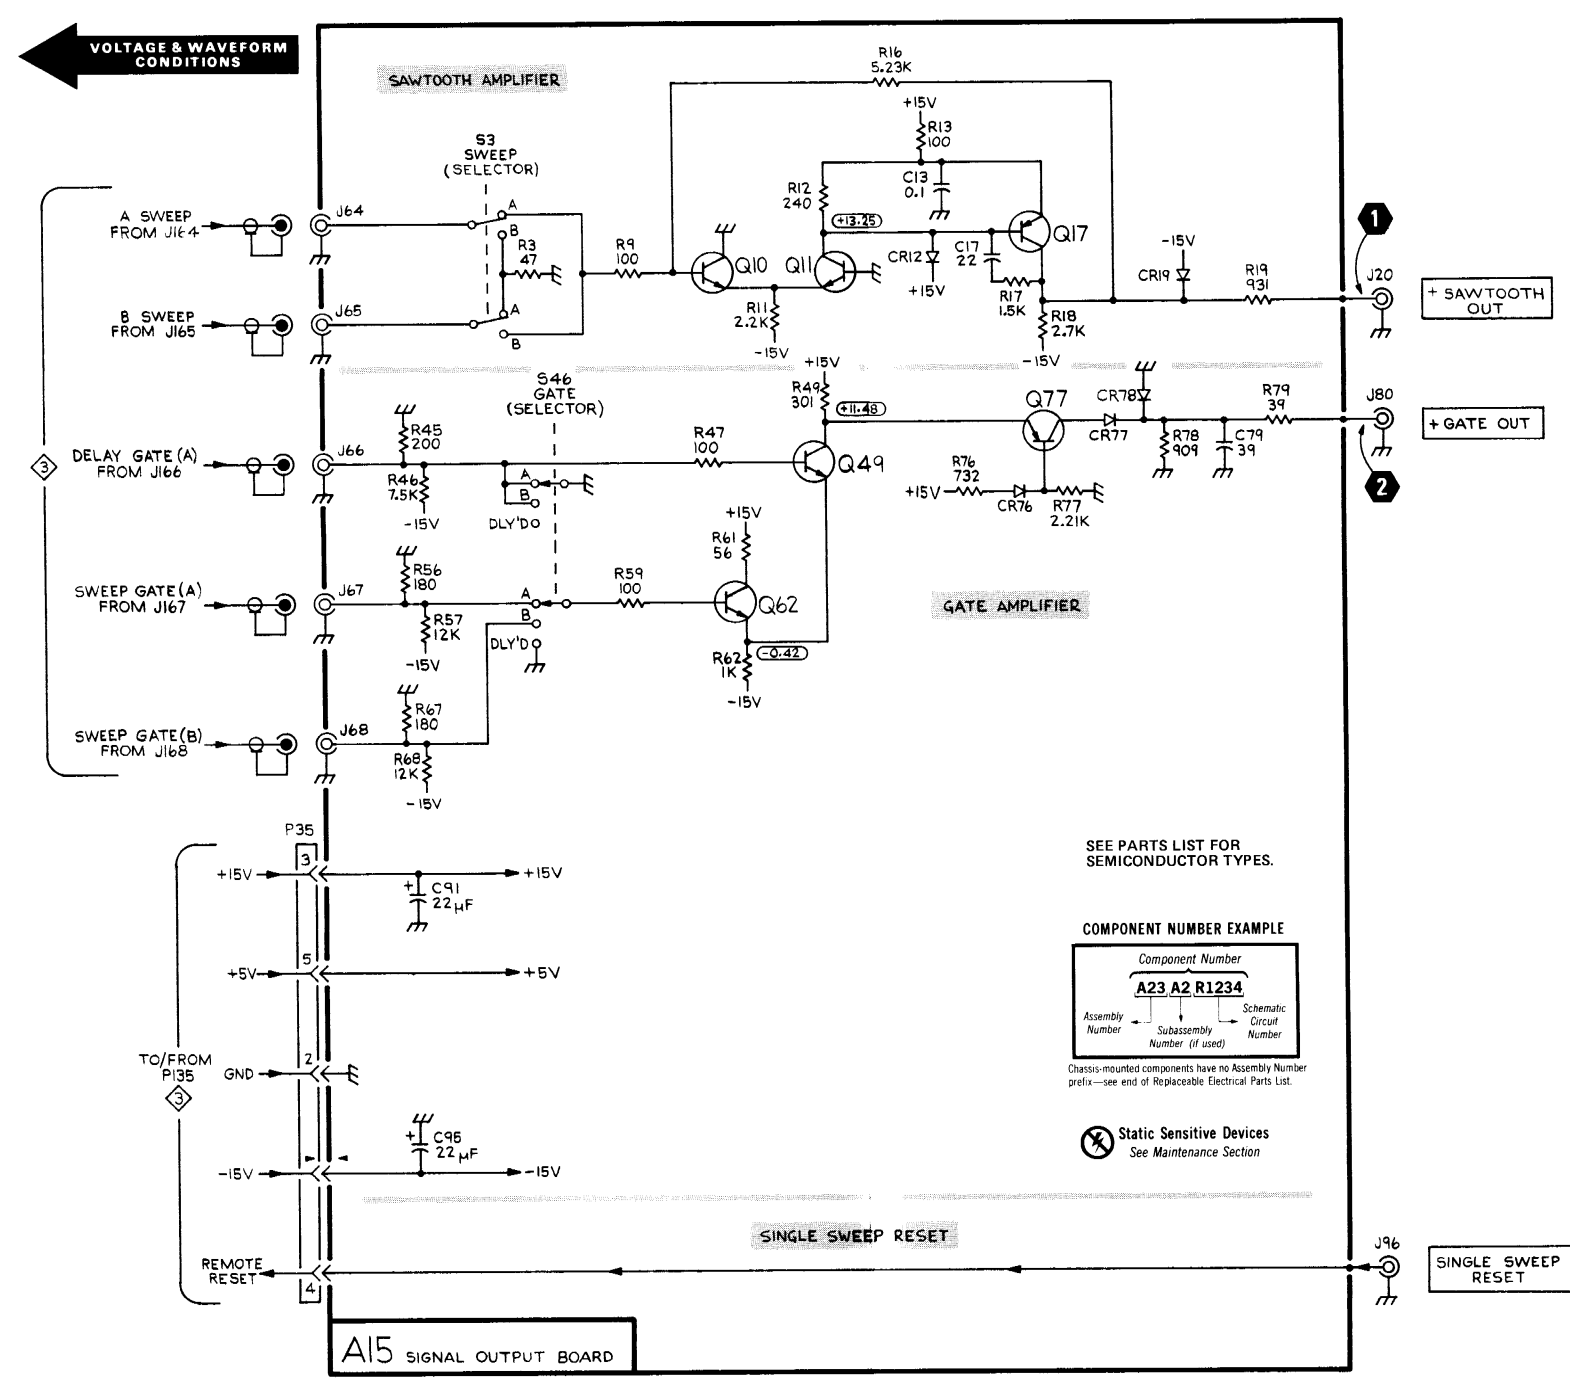 VOLTAGE & WAVEFORM
CONDITIONS
SAWTOOTH AMPLIFIER
R16
5.23K
+15V
R13
100
S3
SWEEP
(SELECTOR)
C13
0.1
R12
240
+13.25
A SWEEP
FROM J164
J64
A
B
R3
47
R9
100
Q10
Q11
CR12
+15V
C17
22
Q17
R17
1.5K
-15V
CR19
R19
931
1
J20
+ SAWTOOTH
OUT
B SWEEP
FROM J165
J65
A
B
R11
2.2K
-15V
R18
2.7K
-15V
S46
GATE
(SELECTOR)
+15V
R49
301
+11.48
Q77
CR78
CR77
R79
39
J80
+ GATE OUT
R78
909
C79
39
2
3
DELAY GATE (A)
FROM J166
J66
R45
200
R46
7.5K
-15V
A
B
DLY'D
R47
100
Q49
R76
732
+15V
CR76
R77
2.21K
+15V
R61
56
SWEEP GATE (A)
FROM J167
J67
R56
180
R57
12K
-15V
A
B
DLY'D
R59
100
Q62
R62
1K
-0.42
-15V
GATE AMPLIFIER
SWEEP GATE (B)
FROM J168
J68
R67
180
R68
12K
-15V
P35
3
+15V
+
C91
22µF
+15V
SEE PARTS LIST FOR
SEMICONDUCTOR TYPES.
COMPONENT NUMBER EXAMPLE
Component Number
A23 A2 R1234
Assembly
Number
Subassembly
Number (if used)
Schematic
Circuit
Number
Chassis-mounted components have no Assembly Number
prefix—see end of Replaceable Electrical Parts List.
5
+5V
+5V
TO/FROM
P135
3
2
GND
+
C95
22µF
-15V
-15V
Static Sensitive Devices
See Maintenance Section
SINGLE SWEEP RESET
REMOTE
RESET
4
J96
SINGLE SWEEP
RESET
A15 SIGNAL OUTPUT BOARD